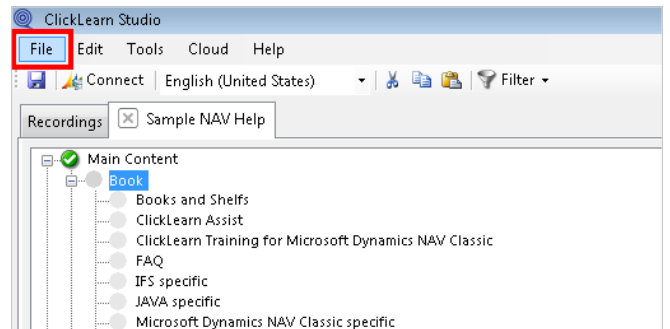 ClickLearn Studio
File Edit Tools Cloud Help
Connect English (United States) Filter
Recordings Sample NAV Help
Main Content
Book
Books and Shelfs
ClickLearn Assist
ClickLearn Training for Microsoft Dynamics NAV Classic
FAQ
IFS specific
JAVA specific
Microsoft Dynamics NAV Classic specific